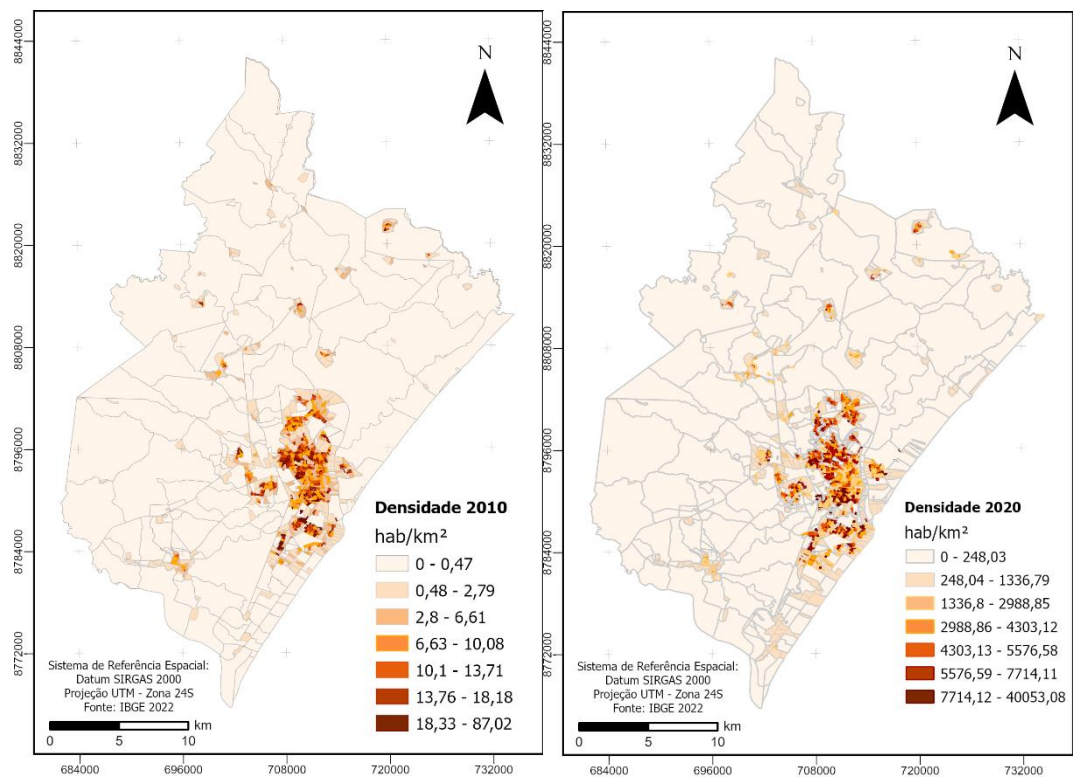 N
8844000
8832000
8820000
8808000
8796000
8784000
8772000
Densidade 2010
hab/km²
0 - 0,47
0,48 - 2,79
2,8 - 6,61
6,63 - 10,08
10,1 - 13,71
13,76 - 18,18
18,33 - 87,02
Sistema de Referência Espacial:
Datum SIRGAS 2000
Projeção UTM - Zona 24S
Fonte: IBGE 2022
km
0 5 10
684000 696000 708000 720000 732000
N
8844000
8832000
8820000
8808000
8796000
8784000
8772000
Densidade 2020
hab/km²
0 - 248,03
248,04 - 1336,79
1336,8 - 2988,85
2988,86 - 4303,12
4303,13 - 5576,58
5576,59 - 7714,11
7714,12 - 40053,08
Sistema de Referência Espacial:
Datum SIRGAS 2000
Projeção UTM - Zona 24S
Fonte: IBGE 2022
km
0 5 10
684000 696000 708000 720000 732000